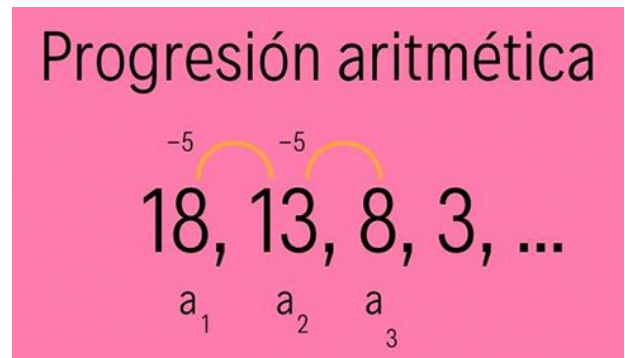 Progresión aritmética
–5 –5
18, 13, 8, 3, ...
a₁ a₂ a₃